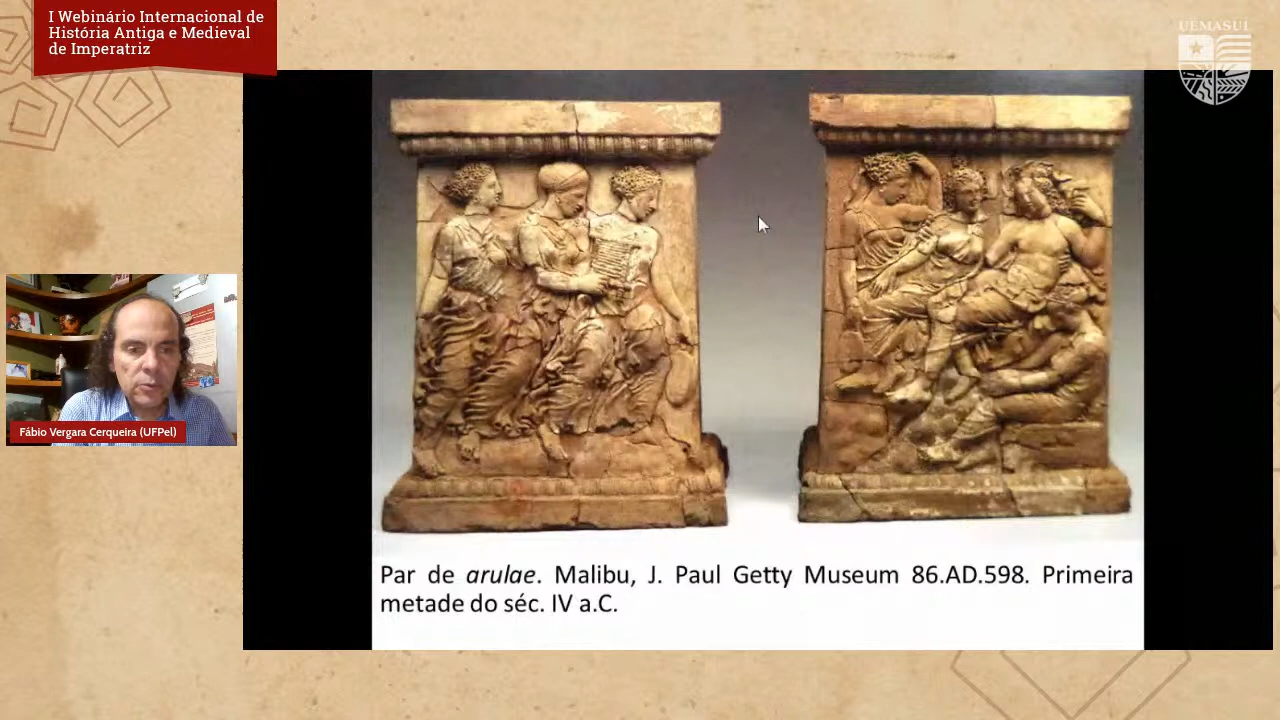 I Webinário Internacional de
História Antiga e Medieval
de Imperatriz
UEMASUL
Fábio Vergara Cerqueira (UFPel)
Par de arulae. Malibu, J. Paul Getty Museum 86.AD.598. Primeira
metade do séc. IV a.C.